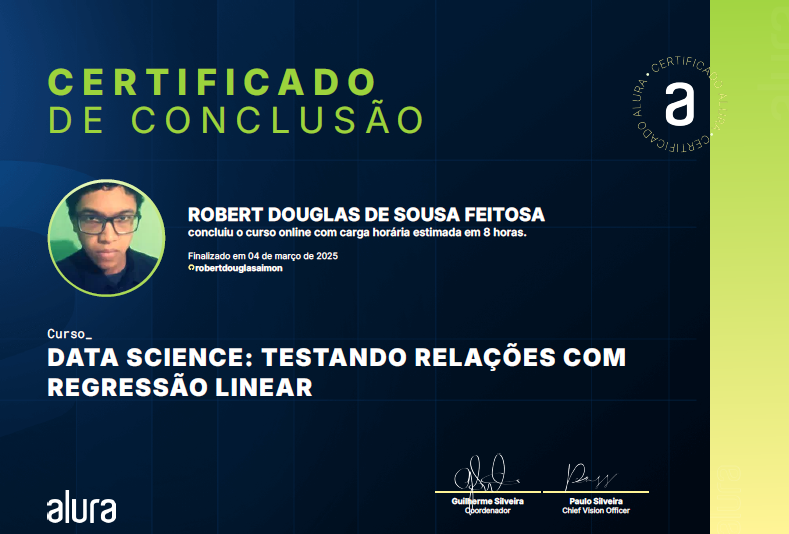 CERTIFICADO
DE CONCLUSÃO
CERTIFICADO ALURA • CERTIFICADO ALURA •
a
ROBERT DOUGLAS DE SOUSA FEITOSA
concluiu o curso online com carga horária estimada em 8 horas.
Finalizado em 04 de março de 2025
robertdouglasaimon
Curso_
DATA SCIENCE: TESTANDO RELAÇÕES COM
REGRESSÃO LINEAR
Guilherme Silveira
Coordenador
Paulo Silveira
Chief Vision Officer
alura